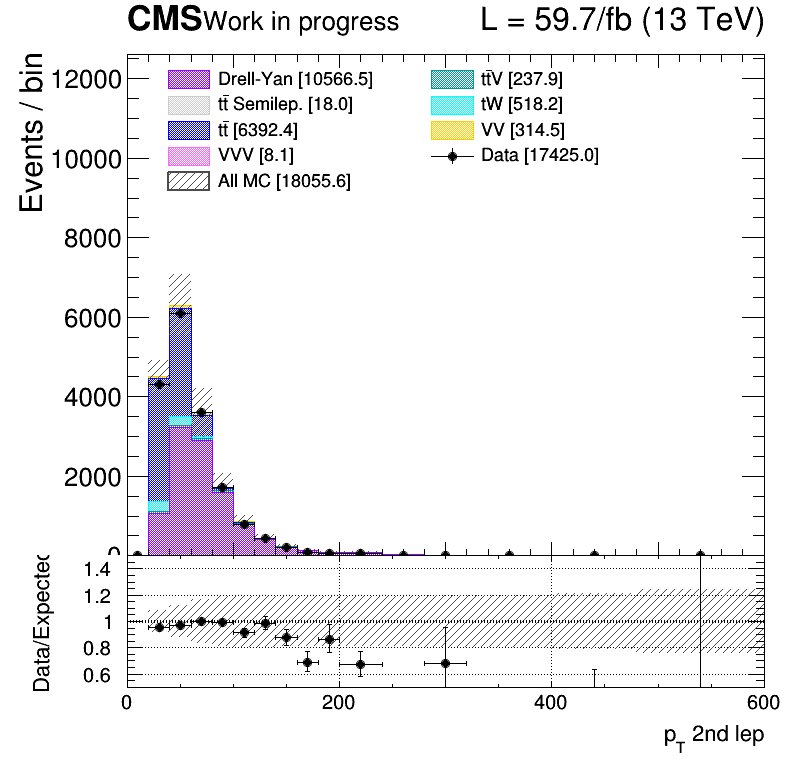 CMS Work in progress L = 59.7/fb (13 TeV)
Events / bin
12000
10000
8000
6000
4000
2000
0
Drell-Yan [10566.5]
tt̄ Semilep. [18.0]
tt̄ [6392.4]
VVV [8.1]
All MC [18055.6]
tt̄V [237.9]
tW [518.2]
VV [314.5]
Data [17425.0]
Data/Expected
1.4
1.2
1
0.8
0.6
0 200 400 600
p_T 2nd lep